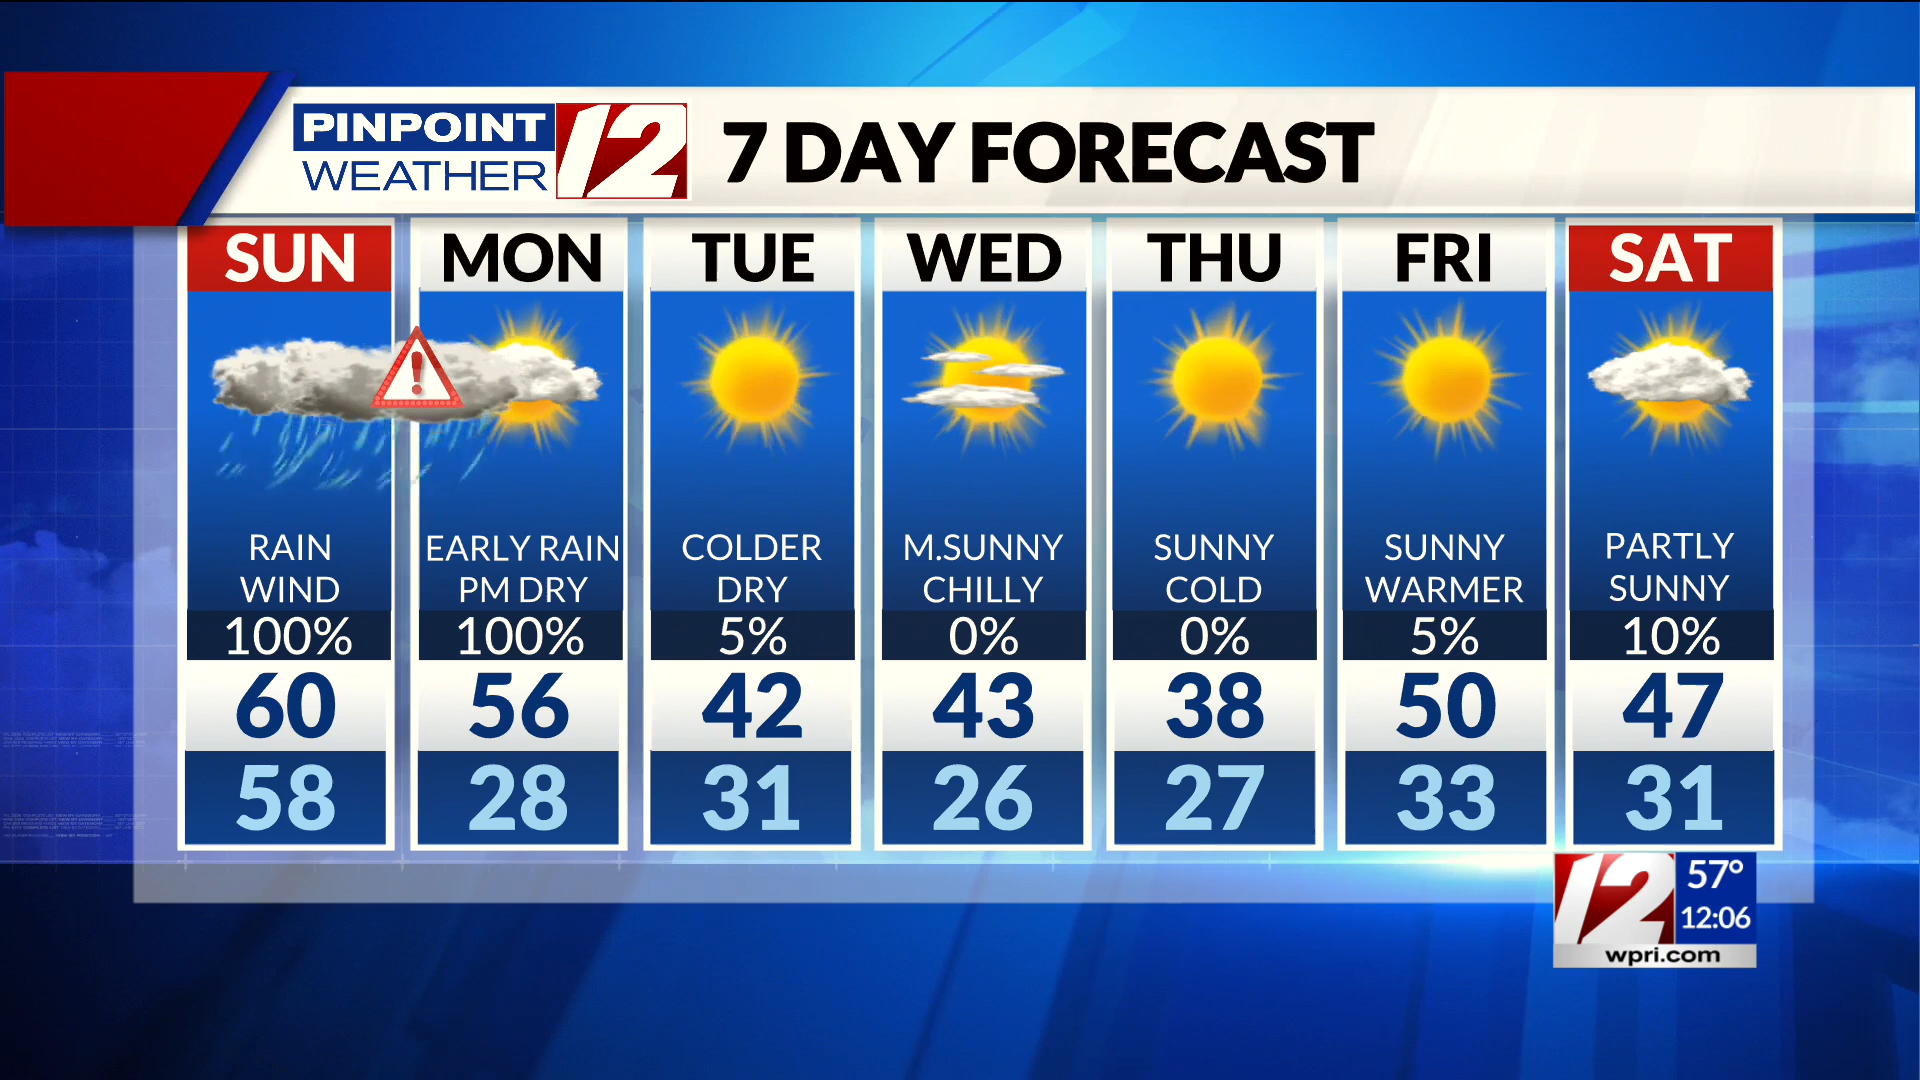 PINPOINT
WEATHER
12
7 DAY FORECAST
SUN MON TUE WED THU FRI SAT
!
RAIN EARLY RAIN COLDER M.SUNNY SUNNY SUNNY PARTLY
WIND PM DRY DRY CHILLY COLD WARMER SUNNY
100% 100% 5% 0% 0% 5% 10%
60 56 42 43 38 50 47
58 28 31 26 27 33 31
12
57°
12:06
wpri.com